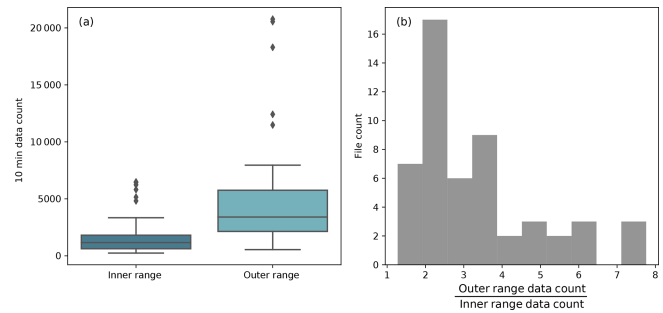 (a)
10 min data count
20 000
15 000
10 000
5000
0
Inner range
Outer range
(b)
File count
16
14
12
10
8
6
4
2
0
1 2 3 4 5 6 7 8
Outer range data count
Inner range data count